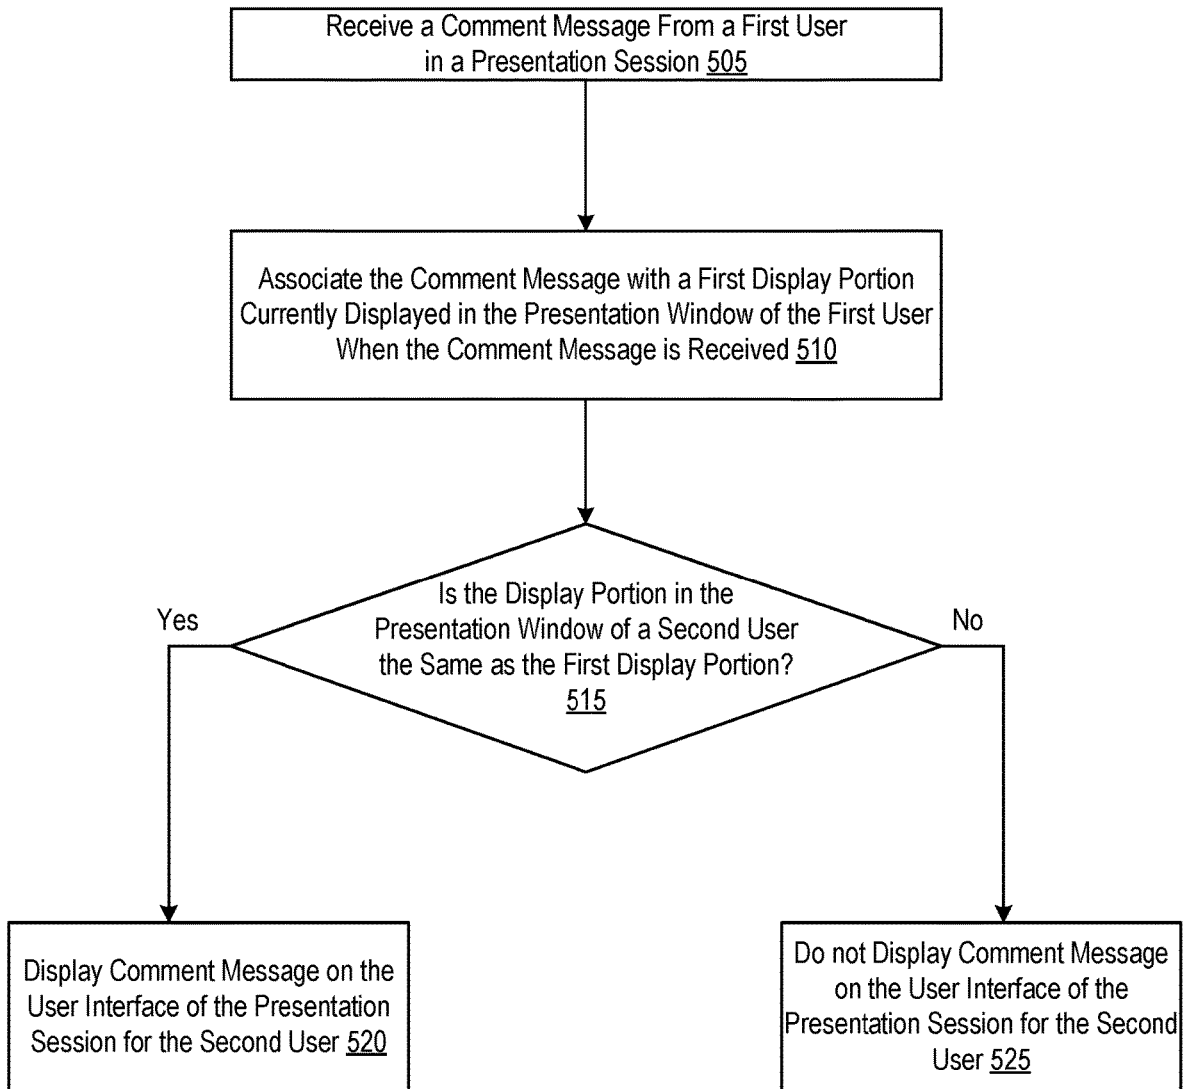 Receive a Comment Message From a First User
in a Presentation Session 505
Associate the Comment Message with a First Display Portion
Currently Displayed in the Presentation Window of the First User
When the Comment Message is Received 510
Is the Display Portion in the
Presentation Window of a Second User
the Same as the First Display Portion?
515
Yes
No
Display Comment Message on the
User Interface of the Presentation
Session for the Second User 520
Do not Display Comment Message
on the User Interface of the
Presentation Session for the Second
User 525